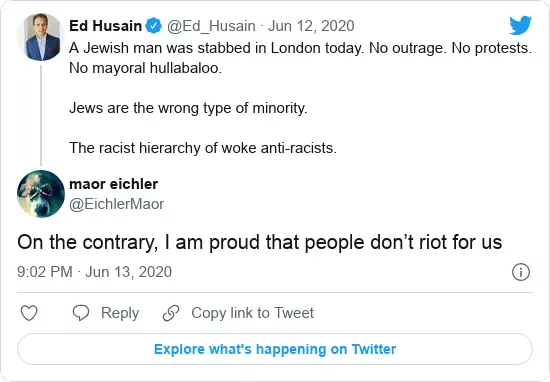 Ed Husain @Ed_Husain · Jun 12, 2020
A Jewish man was stabbed in London today. No outrage. No protests.
No mayoral hullabaloo.
Jews are the wrong type of minority.
The racist hierarchy of woke anti-racists.
maor eichler
@EichlerMaor
On the contrary, I am proud that people don’t riot for us
9:02 PM · Jun 13, 2020
Reply
Copy link to Tweet
Explore what's happening on Twitter